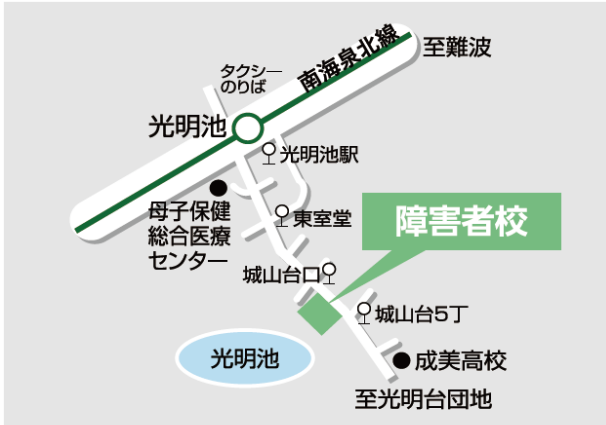 南海泉北線
至難波
タクシー
のりば
光明池
光明池駅
母子保健
総合医療
センター
東室堂
障害者校
城山台口
城山台5丁
光明池
成美高校
至光明台団地